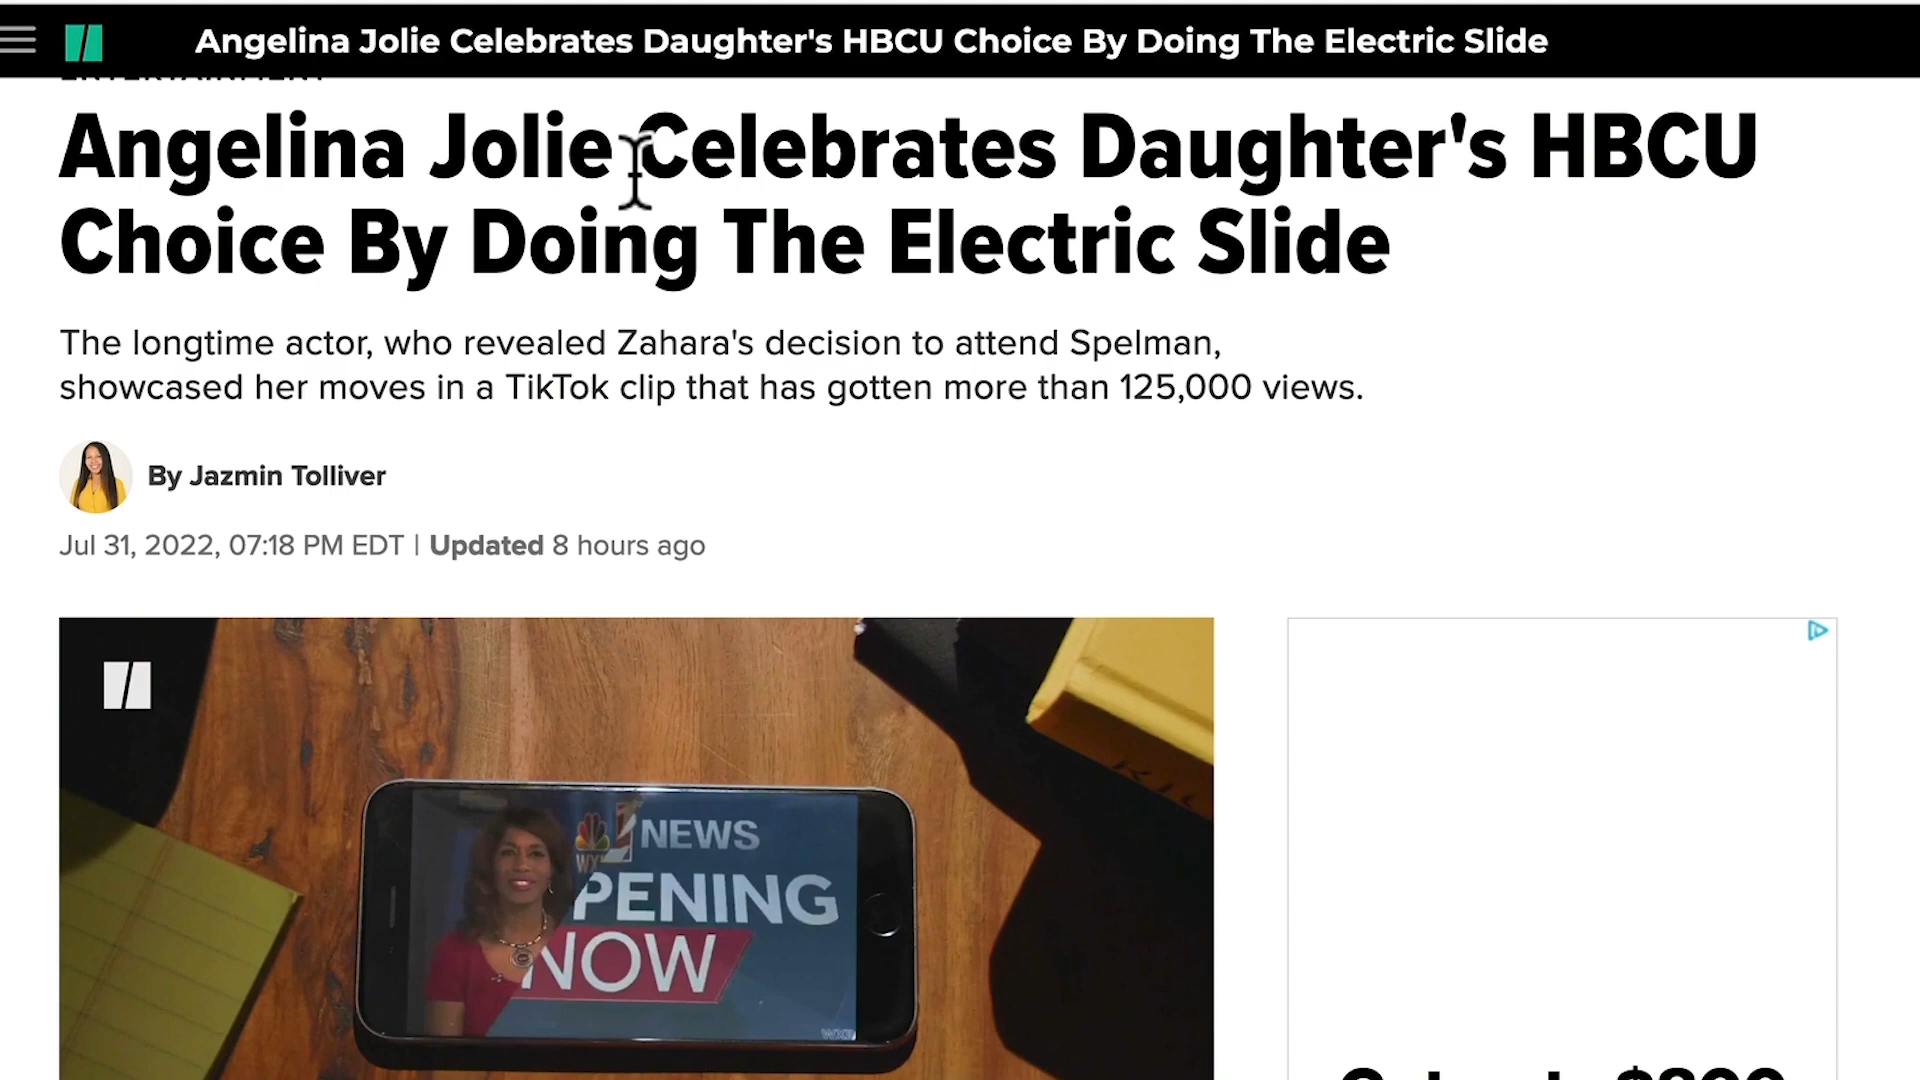 Angelina Jolie Celebrates Daughter's HBCU Choice By Doing The Electric Slide
ENTERTAINMENT
Angelina Jolie Celebrates Daughter's HBCU
Choice By Doing The Electric Slide
The longtime actor, who revealed Zahara's decision to attend Spelman,
showcased her moves in a TikTok clip that has gotten more than 125,000 views.
By Jazmin Tolliver
Jul 31, 2022, 07:18 PM EDT | Updated 8 hours ago
NEWS
PENING
NOW